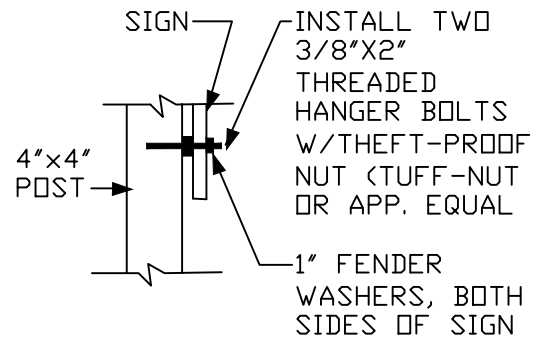 SIGN
INSTALL TWO
3/8"X2"
THREADED
HANGER BOLTS
W/THEFT-PROOF
NUT (TUFF-NUT
OR APP. EQUAL
4"x4"
POST
1" FENDER
WASHERS, BOTH
SIDES OF SIGN